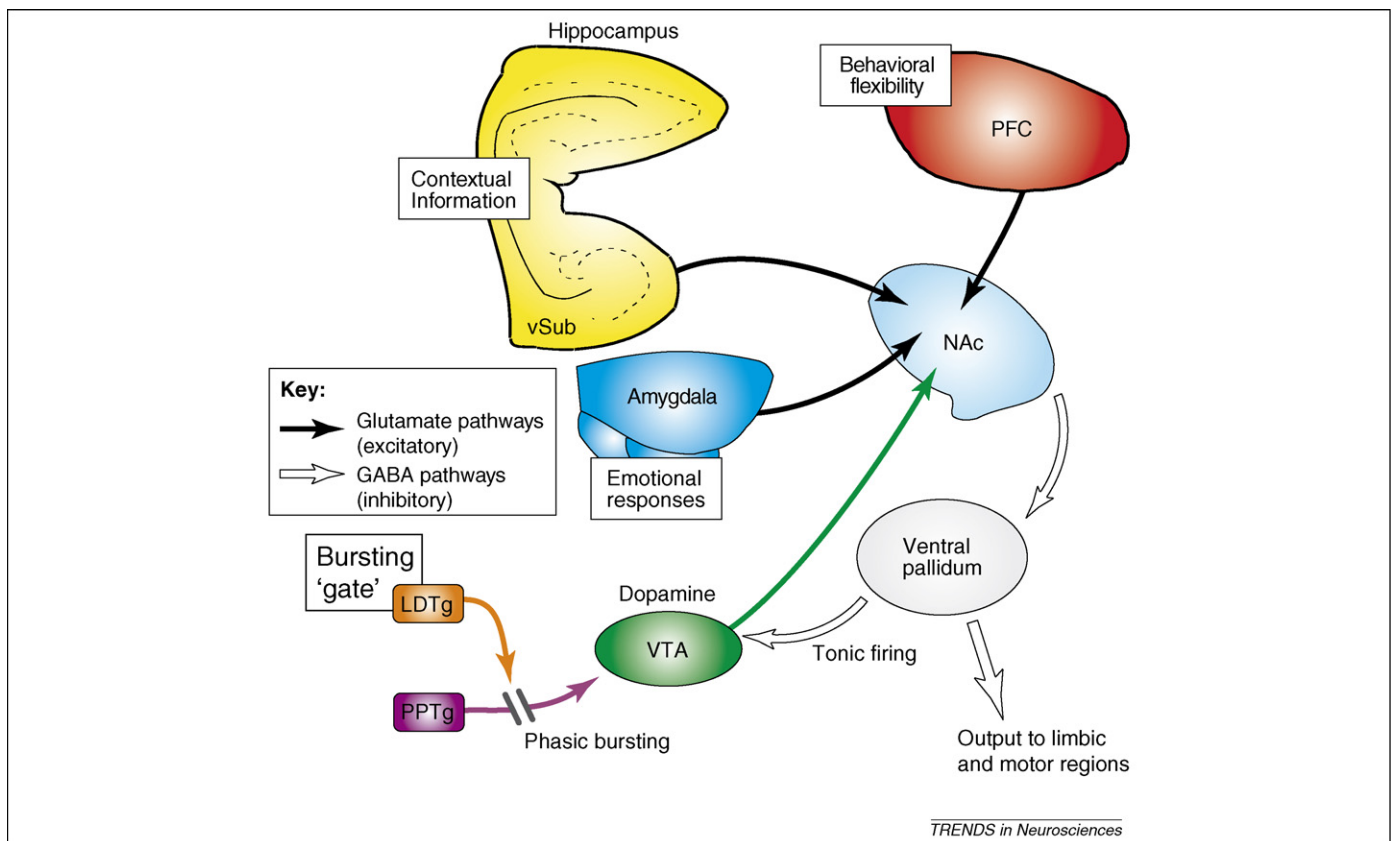 Hippocampus
Behavioral
flexibility
PFC
Contextual
Information
vSub
NAc
Amygdala
Emotional
responses
Key:
Glutamate pathways
(excitatory)
GABA pathways
(inhibitory)
Ventral
pallidum
Bursting
‘gate’
LDTg
Dopamine
VTA
Tonic firing
PPTg
Phasic bursting
Output to limbic
and motor regions
TRENDS in Neurosciences